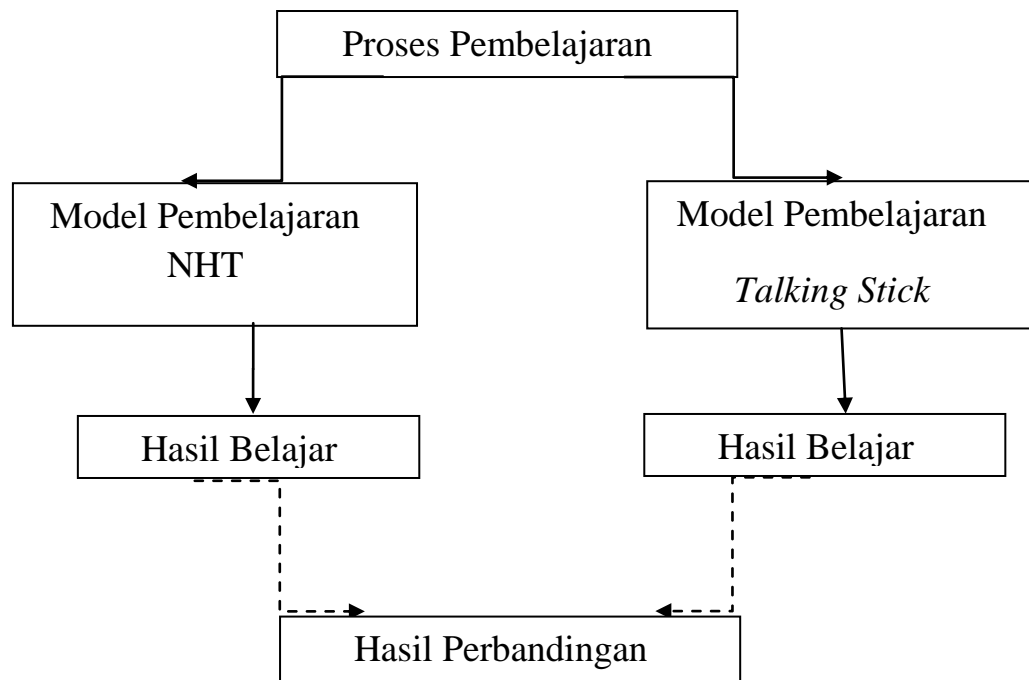 Proses Pembelajaran
Model Pembelajaran
NHT
Model Pembelajaran
Talking Stick
Hasil Belajar
Hasil Belajar
Hasil Perbandingan